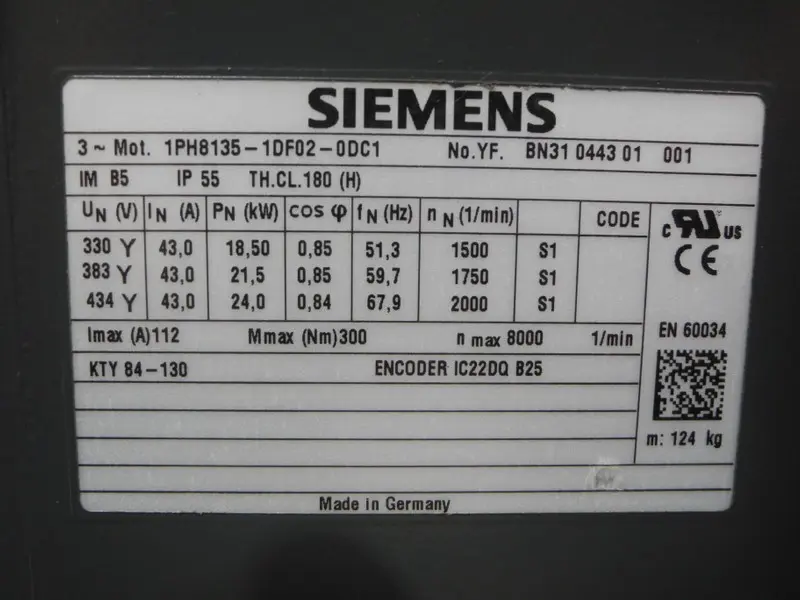 SIEMENS
3 ~ Mot. 1PH8135-1DF02-0DC1 No.YF. BN31 0443 01 001
IM B5 IP 55 TH.CL.180 (H)
UN (V) IN (A) PN (kW) cos φ fN (Hz) nN (1/min) CODE
330 Y 43,0 18,50 0,85 51,3 1500 S1
383 Y 43,0 21,5 0,85 59,7 1750 S1
434 Y 43,0 24,0 0,84 67,9 2000 S1
c RU US
CE
Imax (A)112 Mmax (Nm)300 n max 8000 1/min
EN 60034
KTY 84-130 ENCODER IC22DQ B25
m: 124 kg
Made in Germany